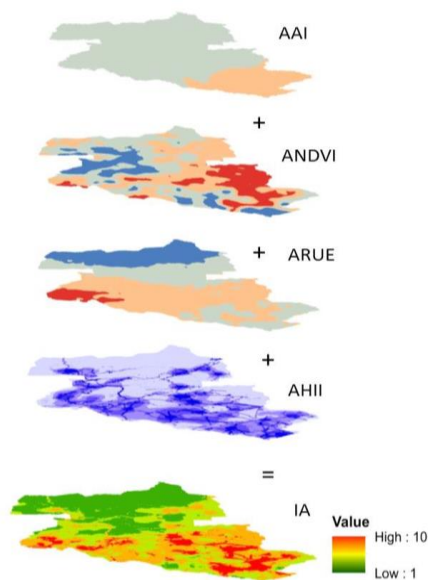 AAI
+
ANDVI
+ ARUE
+
AHII
=
IA
Value
High : 10
Low : 1